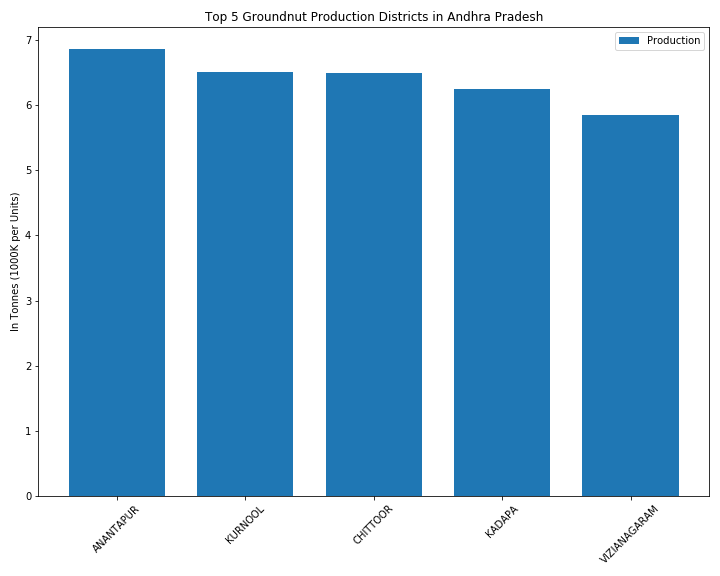 Top 5 Groundnut Production Districts in Andhra Pradesh
Production
In Tonnes (1000K per Units)
7
6
5
4
3
2
1
0
ANANTAPUR
KURNOOL
CHITTOOR
KADAPA
VIZIANAGARAM